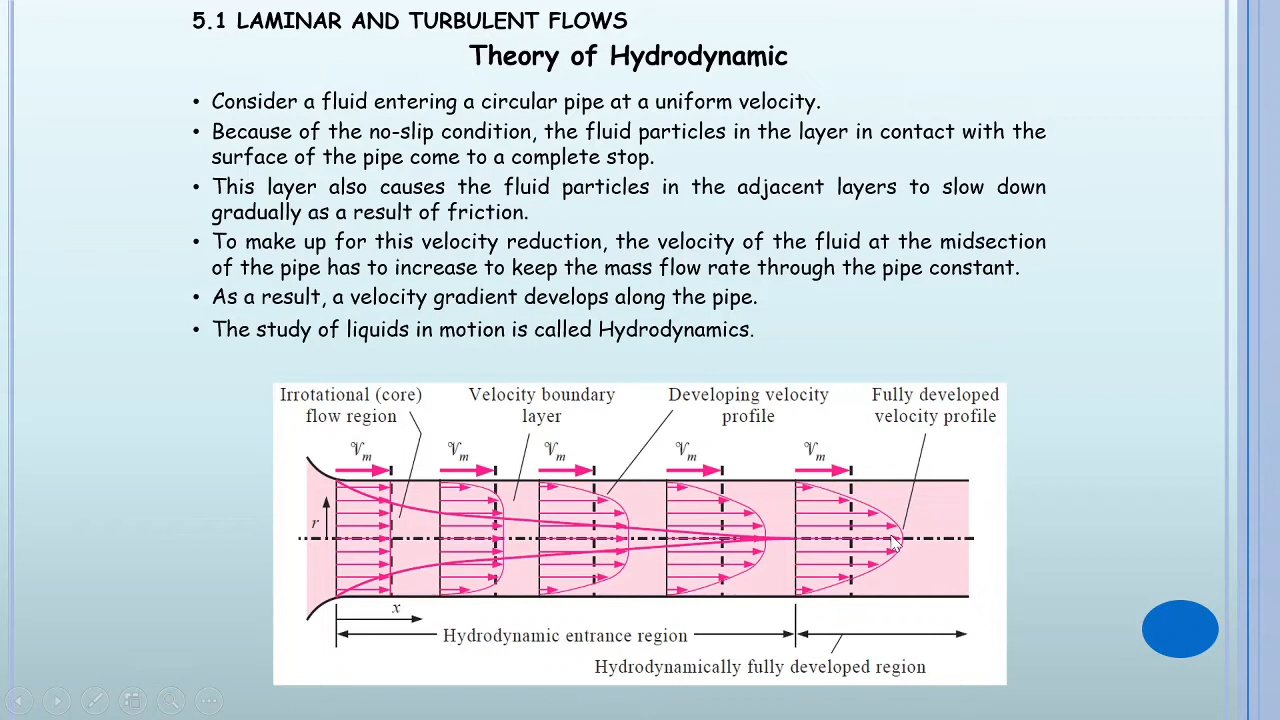 5.1 LAMINAR AND TURBULENT FLOWS
Theory of Hydrodynamic
• Consider a fluid entering a circular pipe at a uniform velocity.
• Because of the no-slip condition, the fluid particles in the layer in contact with the
surface of the pipe come to a complete stop.
• This layer also causes the fluid particles in the adjacent layers to slow down
gradually as a result of friction.
• To make up for this velocity reduction, the velocity of the fluid at the midsection
of the pipe has to increase to keep the mass flow rate through the pipe constant.
• As a result, a velocity gradient develops along the pipe.
• The study of liquids in motion is called Hydrodynamics.
Irrotational (core)
flow region
Velocity boundary
layer
Developing velocity
profile
Fully developed
velocity profile
𝒱m 𝒱m 𝒱m 𝒱m 𝒱m
r
x
Hydrodynamic entrance region
Hydrodynamically fully developed region